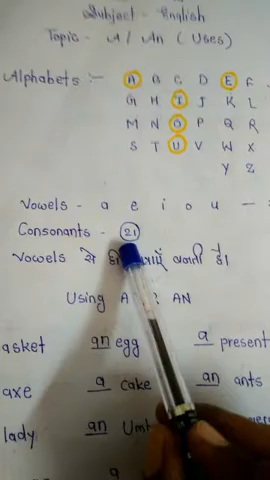 Subject - English
Topic - A / An ( Uses )
Alphabets :- A B C D E F
G H I J K L
M N O P Q R
S T U V W X
Y Z
Vowels - a e i o u -
Consonants - 21
Vowels से
Using A AN
asket an egg a present
axe a cake an ants
lady an Um
a